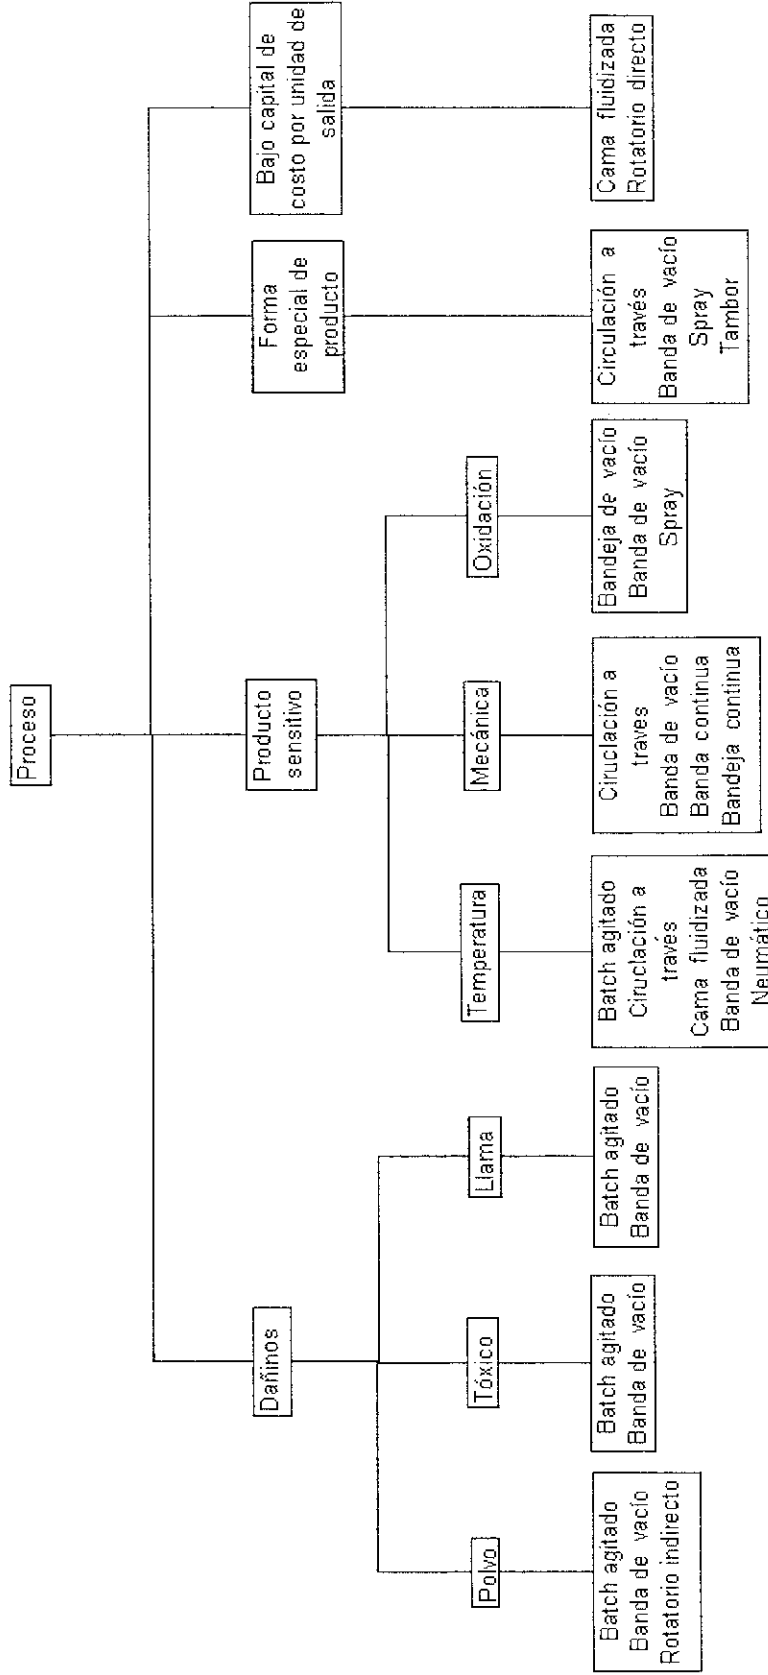 Proceso
Dañinos
Producto
sensitivo
Forma
especial de
producto
Bajo capital de
costo por unidad de
salida
Polvo
Tóxico
Llama
Temperatura
Mecánica
Oxidación
Batch agitado
Banda de vacío
Rotatorio indirecto
Batch agitado
Banda de vacío
Batch agitado
Banda de vacío
Batch agitado
Ciruclación a
través
Cama fluidizada
Banda de vacío
Neumático
Ciruclación a
traves
Banda de vacío
Banda continua
Bandeja continua
Bandeja de vacío
Banda de vacío
Spray
Circulación a
través
Banda de vacío
Spray
Tambor
Cama fluidizada
Rotatorio directo